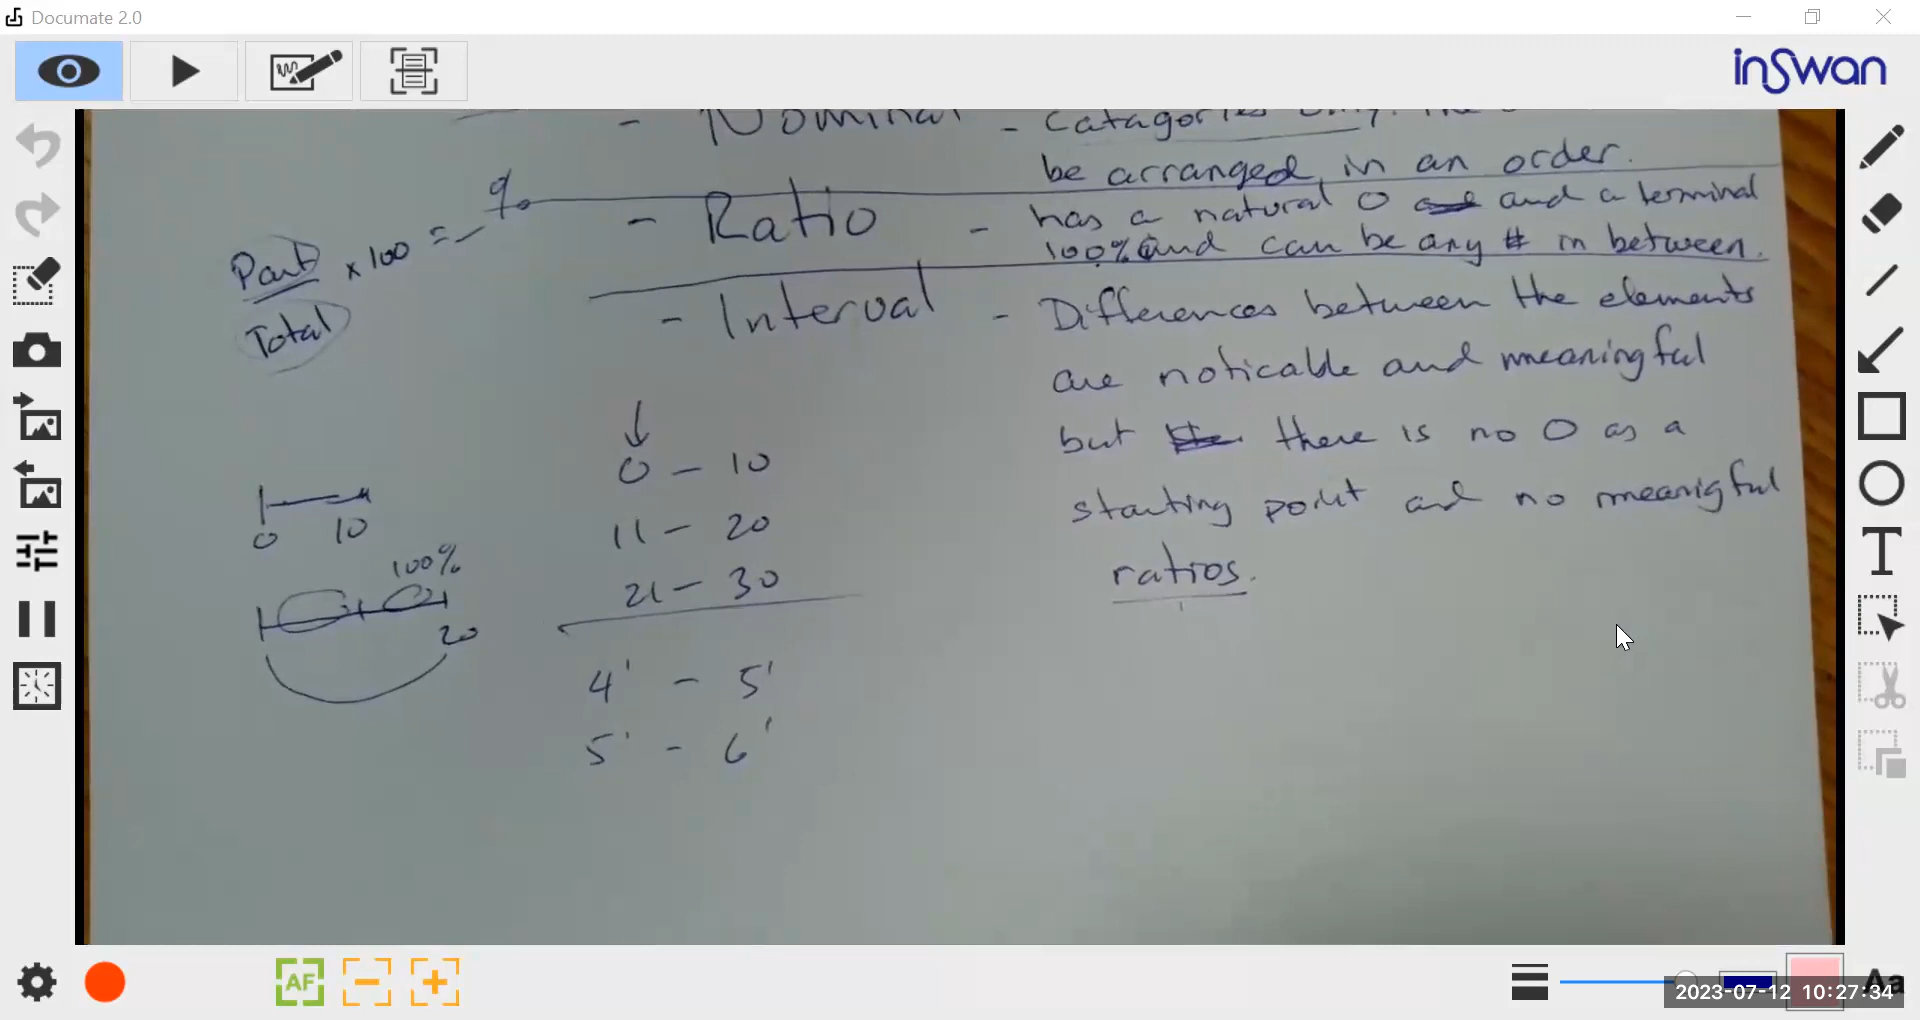 Documate 2.0
inSwan
- Nominal - Catagories only. The
be arranged in an order.
Part x 100 = - %
Total
- Ratio - has a natural 0 and a terminal
100% and can be any # in between.
- Interval - Differences between the elements
are noticable and meaningful
but there is no 0 as a
starting point and no meanigful
ratios.
0 - 10
11 - 20
21 - 30
4' - 5'
5' - 6'
0 10
100%
20
T
AF
Aa
2023-07-12 10:27:34